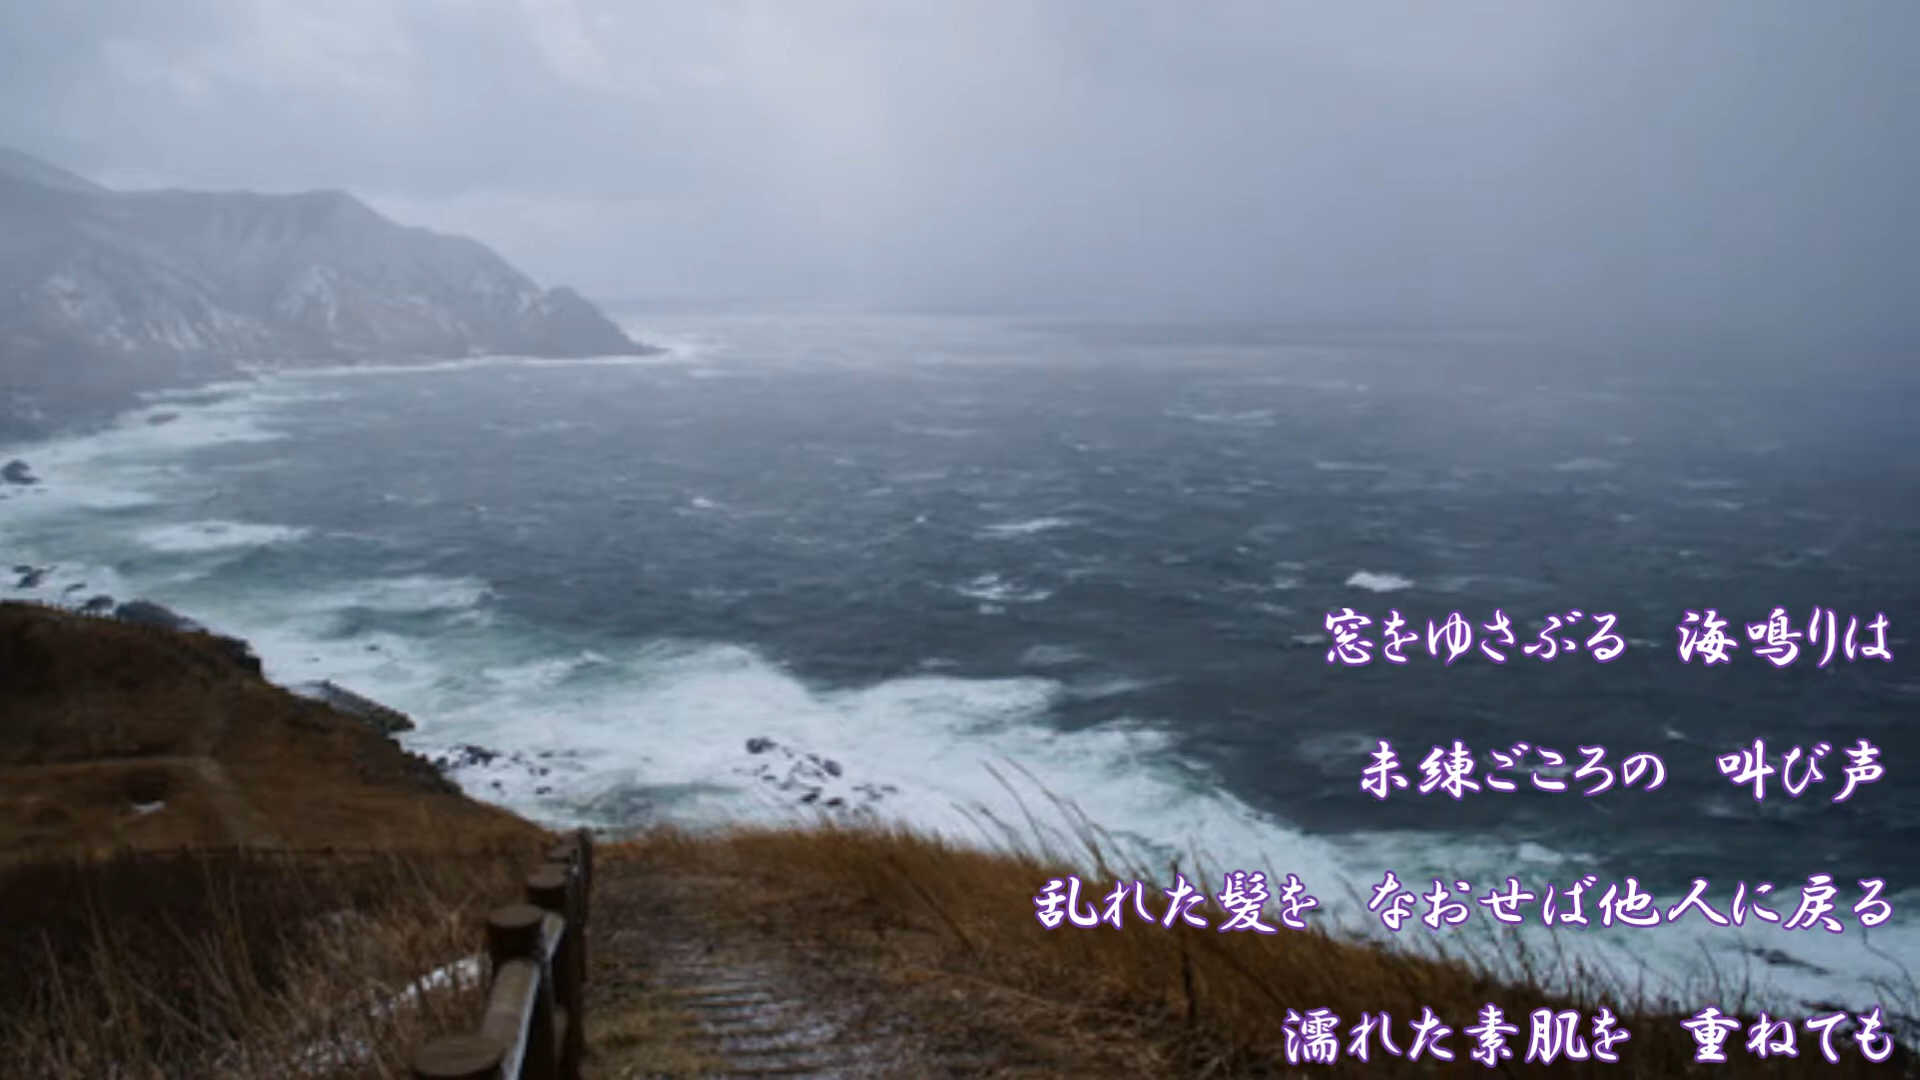 窓をゆさぶる　海鳴りは
未練ごころの　叫び声
乱れた髪を　なおせば他人に戻る
濡れた素肌を　重ねても